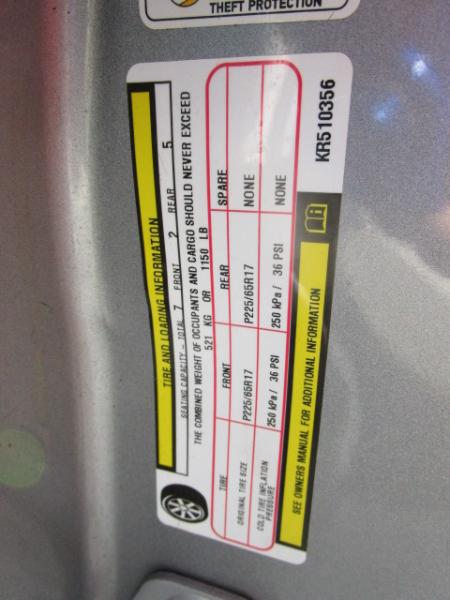 THEFT PROTECTION
TIRE AND LOADING INFORMATION
SEATING CAPACITY – TOTAL 7 FRONT 2 REAR 5
THE COMBINED WEIGHT OF OCCUPANTS AND CARGO SHOULD NEVER EXCEED
521 KG OR 1150 LB
TIRE FRONT REAR SPARE
ORIGINAL TIRE SIZE P225/65R17 P225/65R17 NONE
COLD TIRE INFLATION
PRESSURE 250 kPa / 36 PSI 250 kPa / 36 PSI NONE
SEE OWNERS MANUAL FOR ADDITIONAL INFORMATION
KR510356